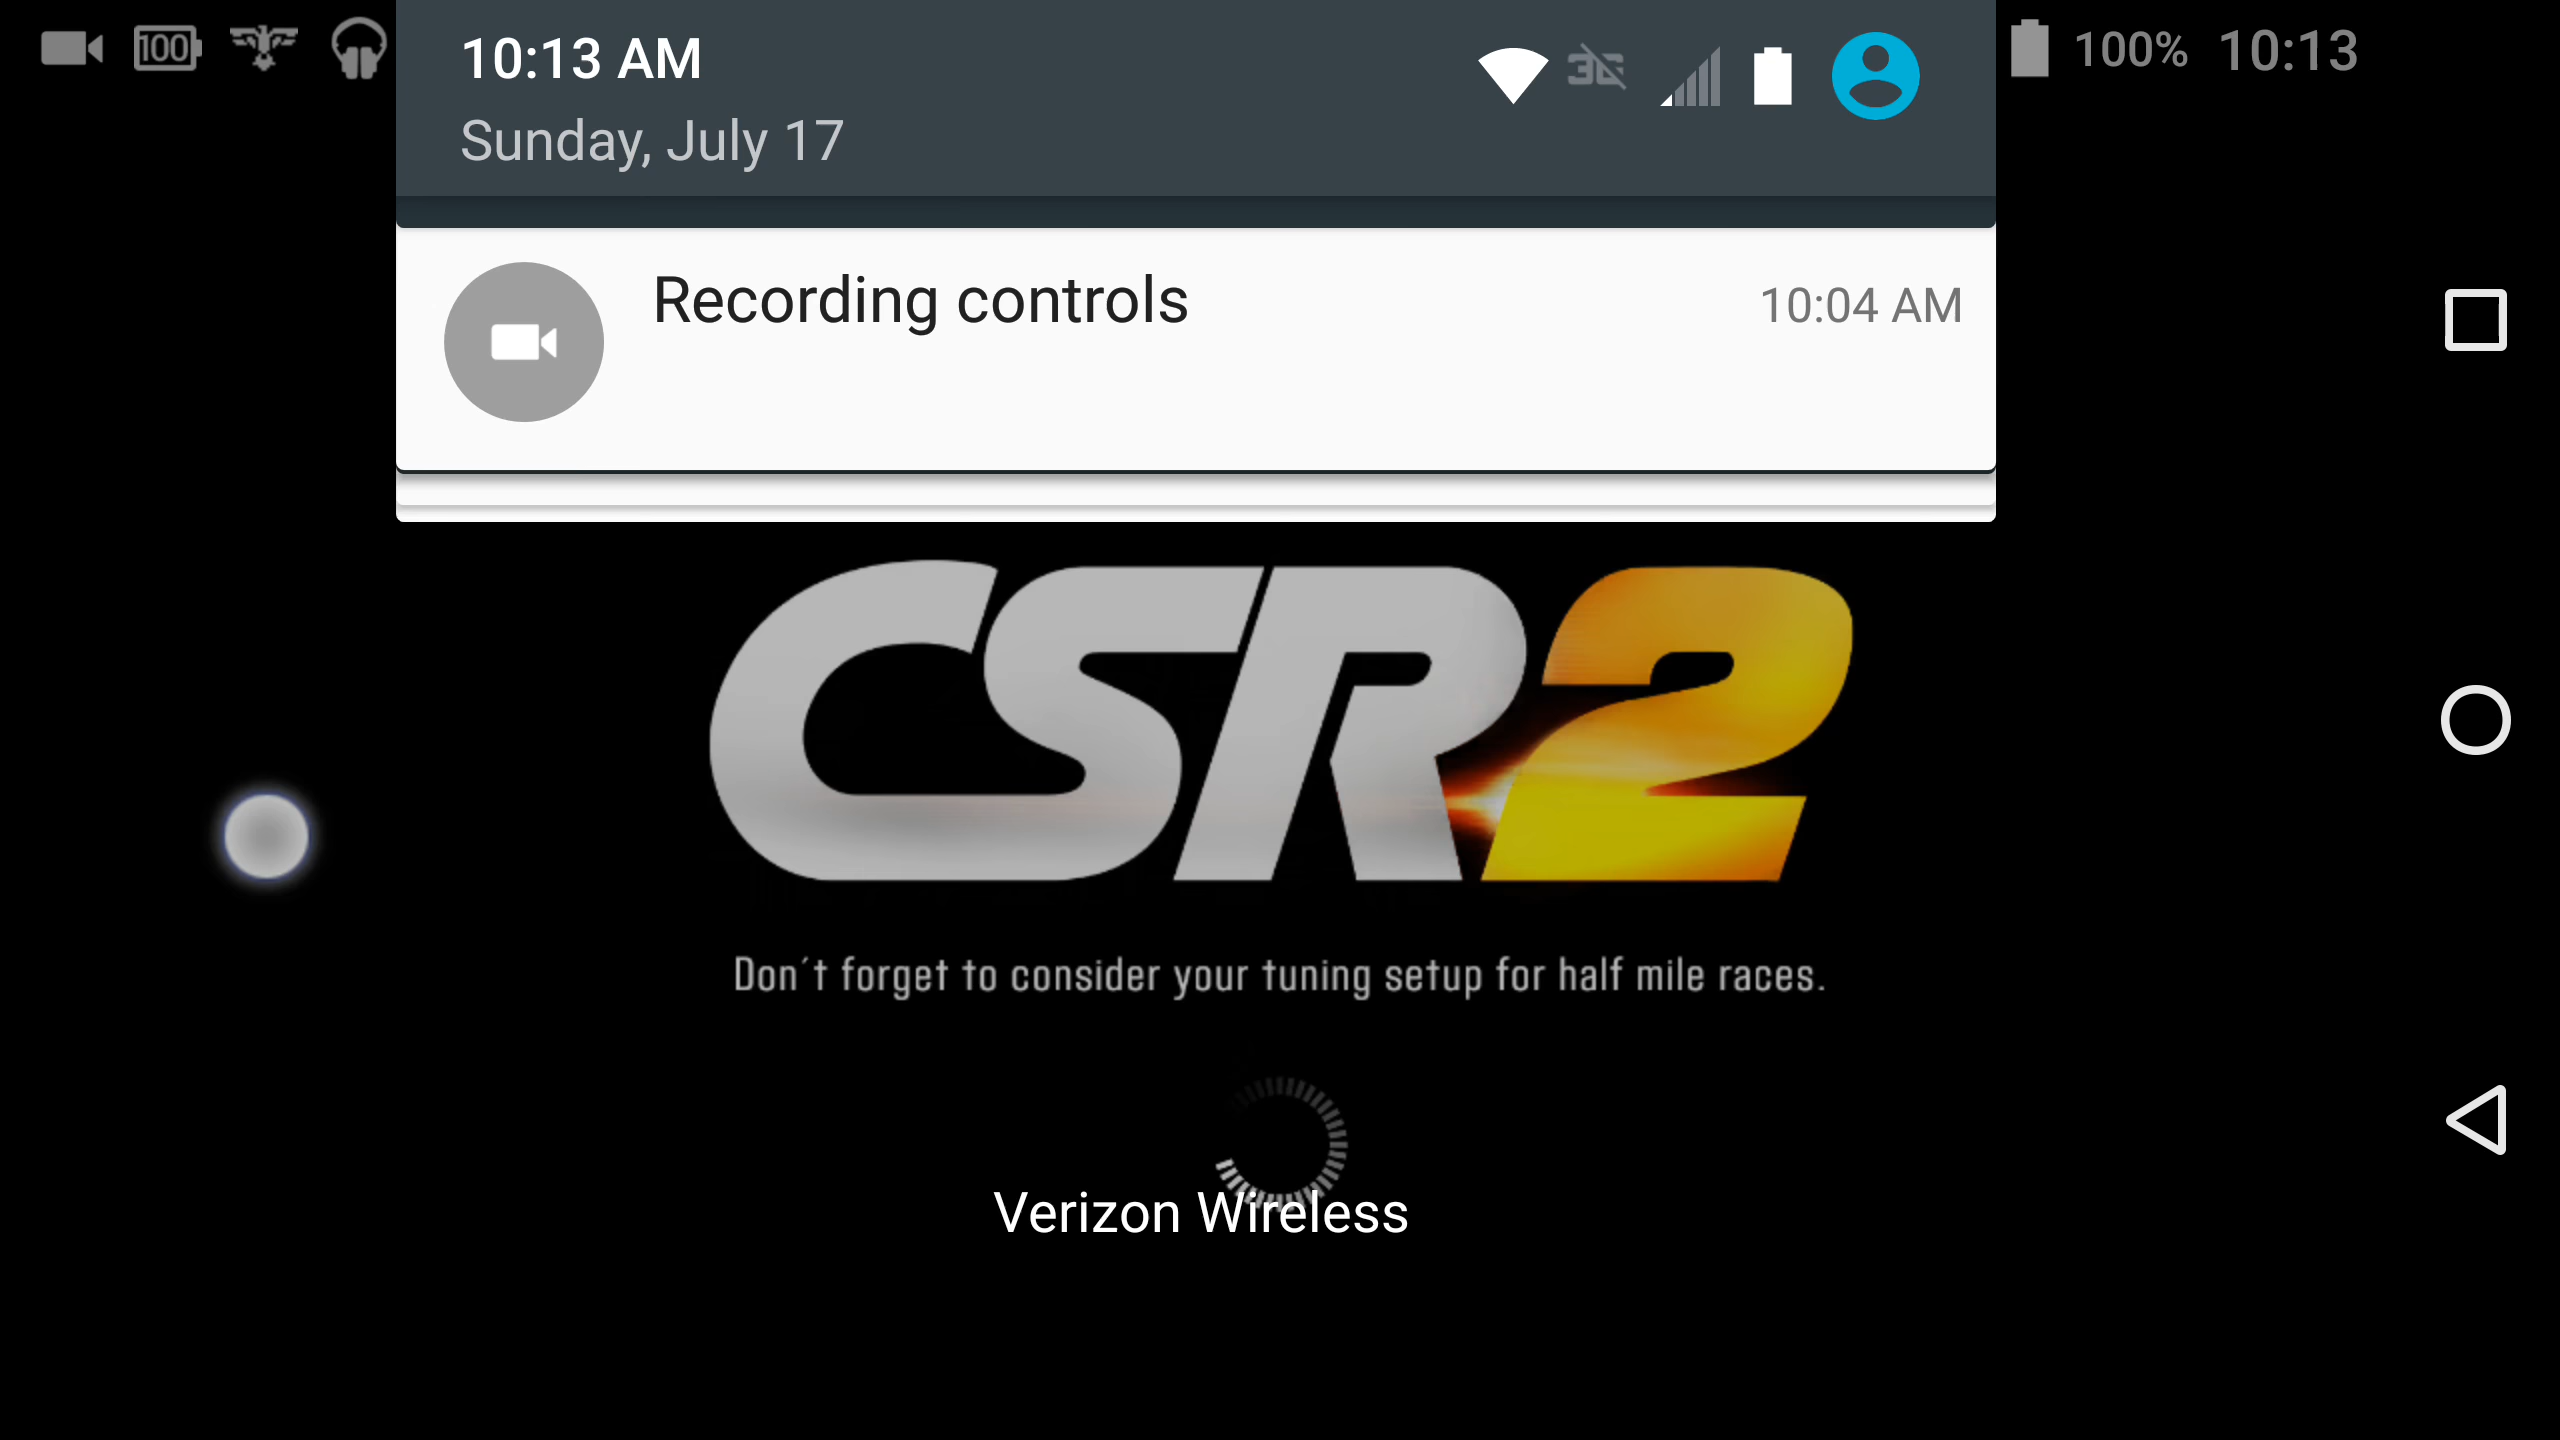 100
10:13 AM
Sunday, July 17
3G
100%
10:13
Recording controls
10:04 AM
CSR2
Don´t forget to consider your tuning setup for half mile races.
Verizon Wireless